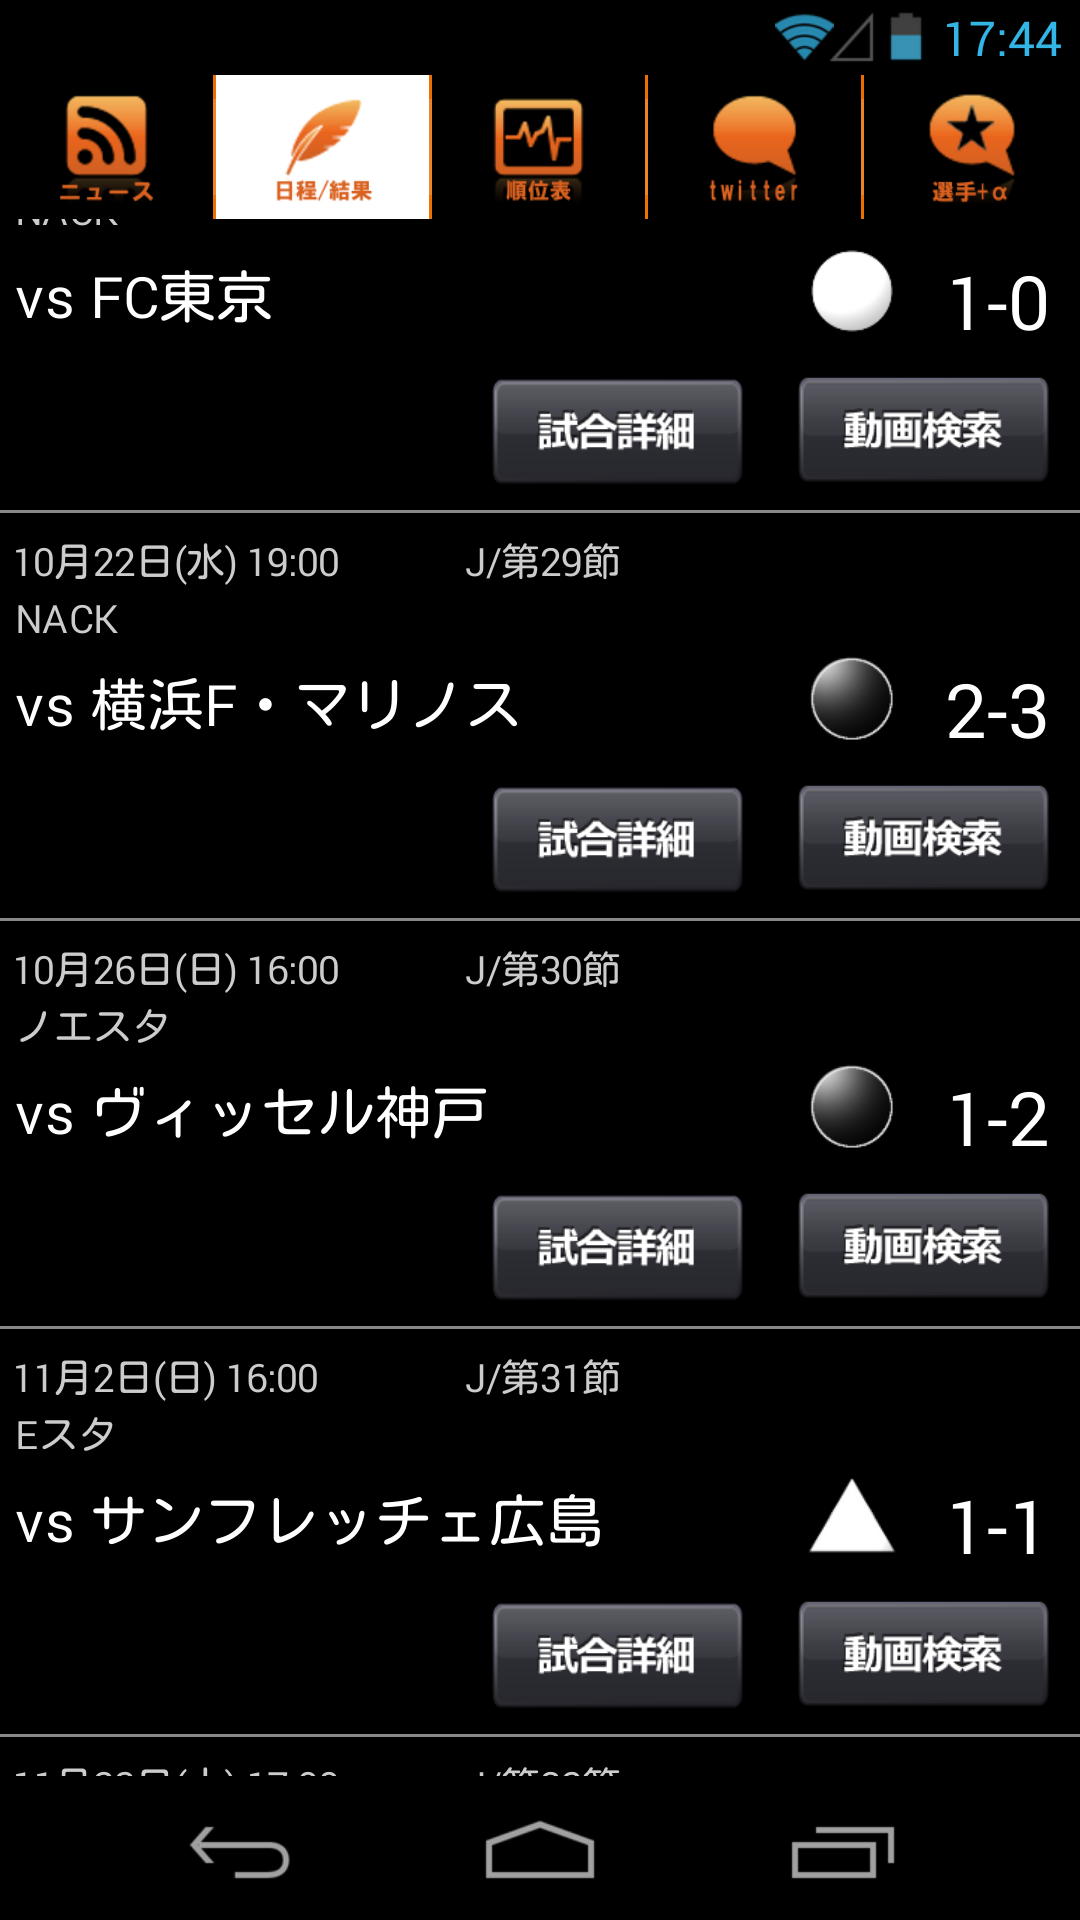 17:44
ニュース 日程/結果 順位表 twitter 選手+α
NACK
vs FC東京 1-0
試合詳細 動画検索
10月22日(水) 19:00 J/第29節
NACK
vs 横浜F・マリノス 2-3
試合詳細 動画検索
10月26日(日) 16:00 J/第30節
ノエスタ
vs ヴィッセル神戸 1-2
試合詳細 動画検索
11月2日(日) 16:00 J/第31節
Eスタ
vs サンフレッチェ広島 1-1
試合詳細 動画検索